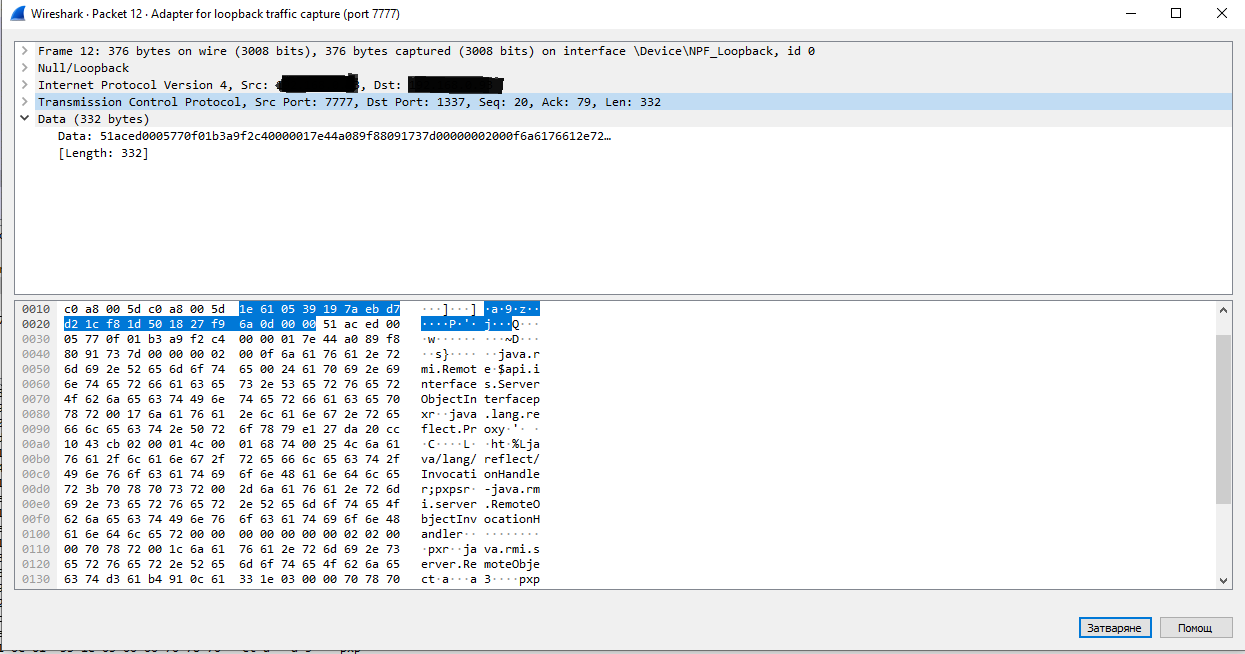 Wireshark · Packet 12 · Adapter for loopback traffic capture (port 7777)
Frame 12: 376 bytes on wire (3008 bits), 376 bytes captured (3008 bits) on interface \Device\NPF_Loopback, id 0
Null/Loopback
Internet Protocol Version 4, Src: , Dst:
Transmission Control Protocol, Src Port: 7777, Dst Port: 1337, Seq: 20, Ack: 79, Len: 332
Data (332 bytes)
Data: 51aced0005770f01b3a9f2c40000017e44a089f88091737d00000002000f6a6176612e72…
[Length: 332]
0010 c0 a8 00 5d c0 a8 00 5d 1e 61 05 39 19 7a eb d7 ···]···] ·a·9·z··
0020 d2 1c f8 1d 50 18 27 f9 6a 0d 00 00 51 ac ed 00 ····P·'· j···Q···
0030 05 77 0f 01 b3 a9 f2 c4 00 00 01 7e 44 a0 89 f8 ·w······ ···~D···
0040 80 91 73 7d 00 00 00 02 00 0f 6a 61 76 61 2e 72 ··s}···· ··java.r
0050 6d 69 2e 52 65 6d 6f 74 65 00 24 61 70 69 2e 69 mi.Remot e·$api.i
0060 6e 74 65 72 66 61 63 65 73 2e 53 65 72 76 65 72 nterface s.Server
0070 4f 62 6a 65 63 74 49 6e 74 65 72 66 61 63 65 70 ObjectIn terfacep
0080 78 72 00 17 6a 61 76 61 2e 6c 61 6e 67 2e 72 65 xr··java .lang.re
0090 66 6c 65 63 74 2e 50 72 6f 78 79 e1 27 da 20 cc flect.Pr oxy·'· ·
00a0 10 43 cb 02 00 01 4c 00 01 68 74 00 25 4c 6a 61 ·C····L· ·ht·%Lja
00b0 76 61 2f 6c 61 6e 67 2f 72 65 66 6c 65 63 74 2f va/lang/ reflect/
00c0 49 6e 76 6f 63 61 74 69 6f 6e 48 61 6e 64 6c 65 Invocati onHandle
00d0 72 3b 70 78 70 73 72 00 2d 6a 61 76 61 2e 72 6d r;pxpsr· -java.rm
00e0 69 2e 73 65 72 76 65 72 2e 52 65 6d 6f 74 65 4f i.server .RemoteO
00f0 62 6a 65 63 74 49 6e 76 6f 63 61 74 69 6f 6e 48 bjectInv ocationH
0100 61 6e 64 6c 65 72 00 00 00 00 00 00 00 02 02 00 andler·· ········
0110 00 70 78 72 00 1c 6a 61 76 61 2e 72 6d 69 2e 73 ·pxr··ja va.rmi.s
0120 65 72 76 65 72 2e 52 65 6d 6f 74 65 4f 62 6a 65 erver.Re moteObje
0130 63 74 d3 61 b4 91 0c 61 33 1e 03 00 00 70 78 70 ct·a···a 3····pxp
Затваряне
Помощ